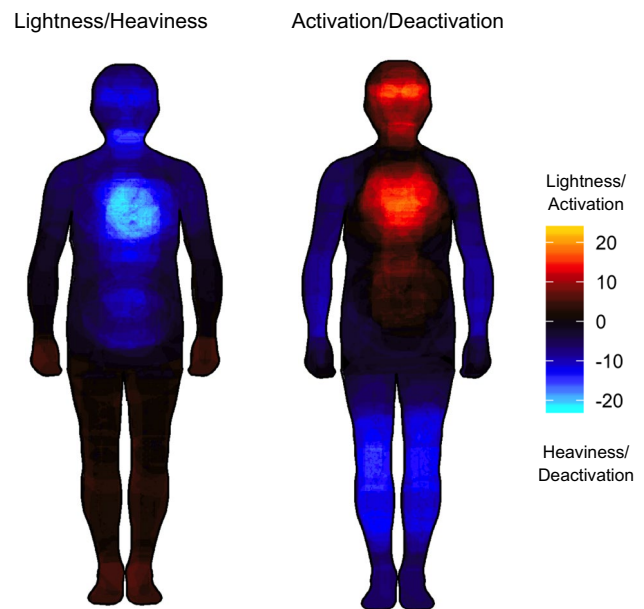 Lightness/Heaviness
Activation/Deactivation
Lightness/
Activation
20
10
0
-10
-20
Heaviness/
Deactivation